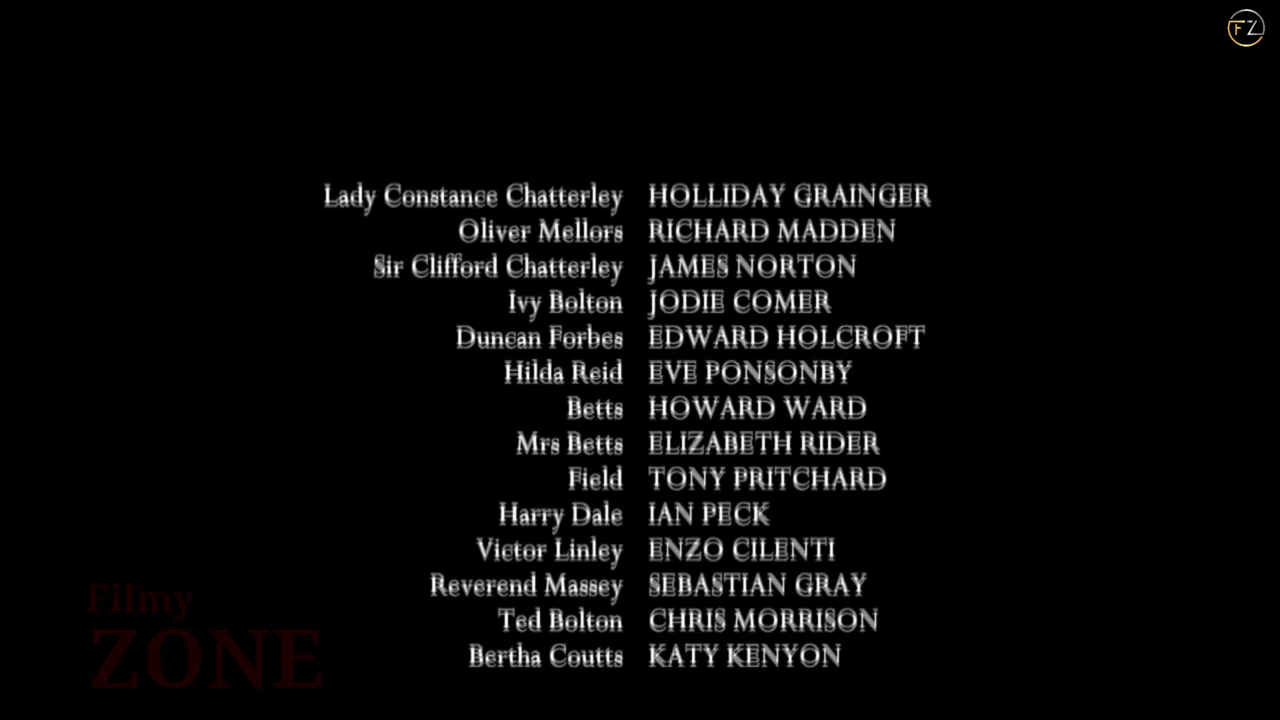 FZ
Lady Constance Chatterley HOLLIDAY GRAINGER
Oliver Mellors RICHARD MADDEN
Sir Clifford Chatterley JAMES NORTON
Ivy Bolton JODIE COMER
Duncan Forbes EDWARD HOLCROFT
Hilda Reid EVE PONSONBY
Betts HOWARD WARD
Mrs Betts ELIZABETH RIDER
Field TONY PRITCHARD
Harry Dale IAN PECK
Victor Linley ENZO CILENTI
Reverend Massey SEBASTIAN GRAY
Ted Bolton CHRIS MORRISON
Bertha Coutts KATY KENYON
Filmy
ZONE